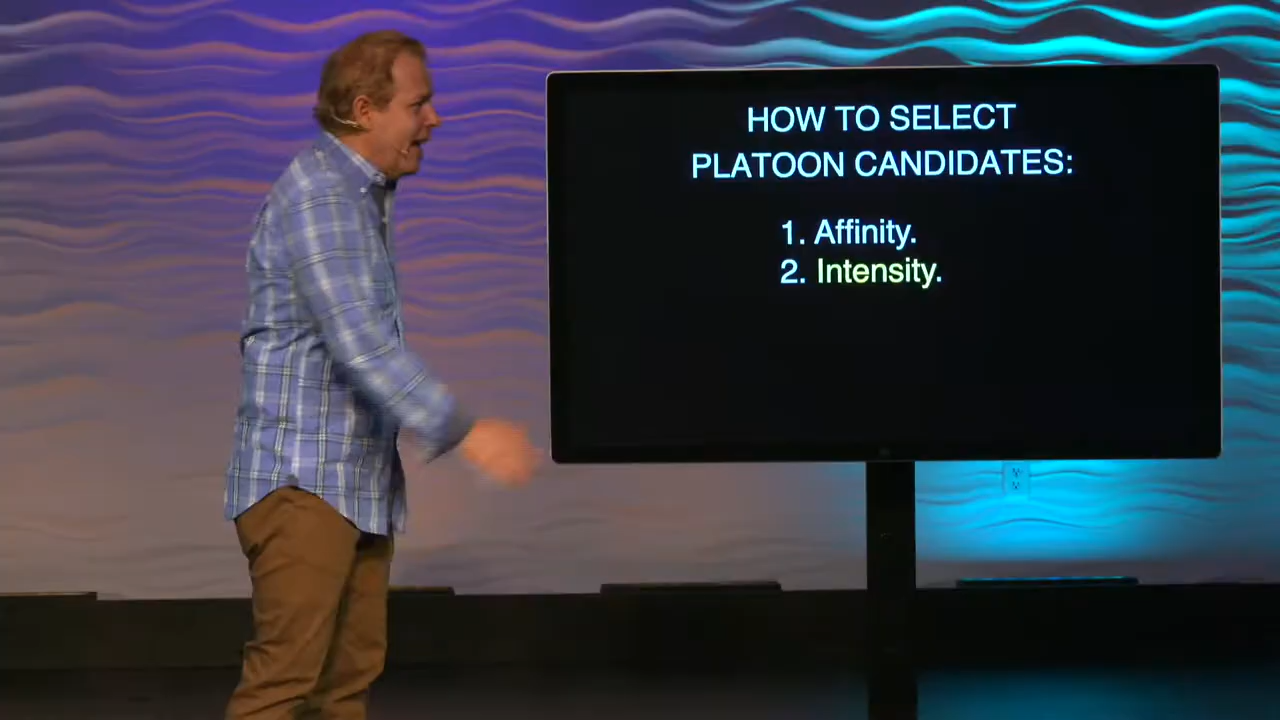 HOW TO SELECT
PLATOON CANDIDATES:
1. Affinity.
2. Intensity.